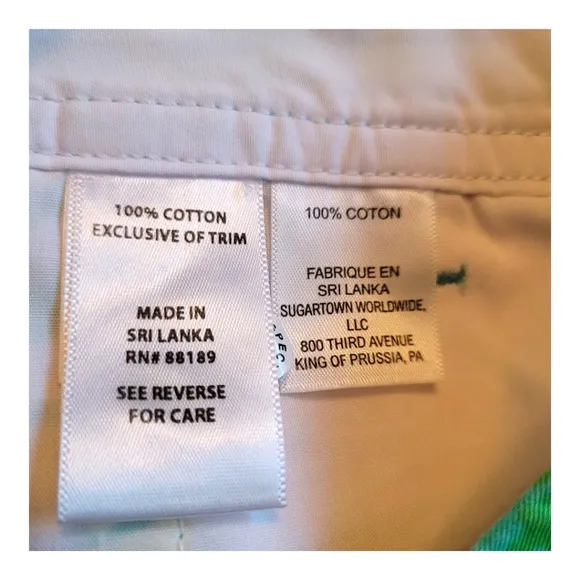 100% COTTON
EXCLUSIVE OF TRIM
MADE IN
SRI LANKA
RN# 88189
SEE REVERSE
FOR CARE
100% COTON
FABRIQUE EN
SRI LANKA
SUGARTOWN WORLDWIDE,
LLC
800 THIRD AVENUE
KING OF PRUSSIA, PA
SPEC